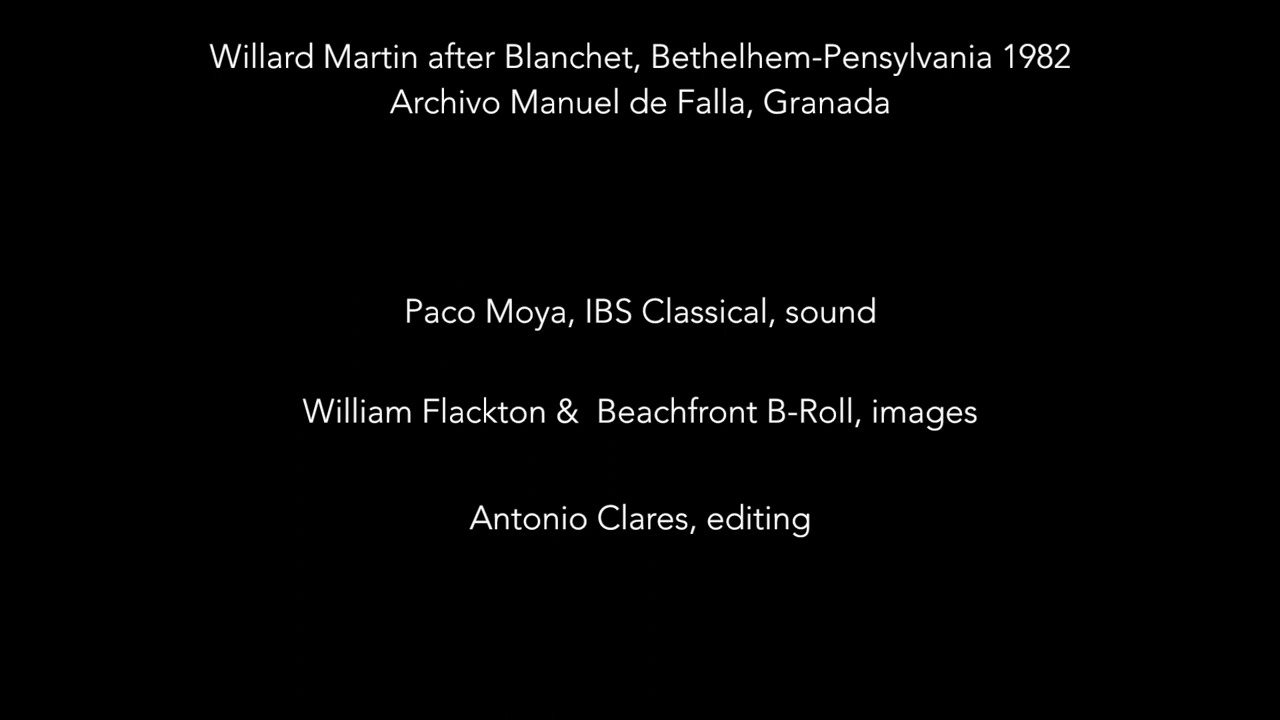 Willard Martin after Blanchet, Bethelhem-Pensylvania 1982
Archivo Manuel de Falla, Granada
Paco Moya, IBS Classical, sound
William Flackton &  Beachfront B-Roll, images
Antonio Clares, editing